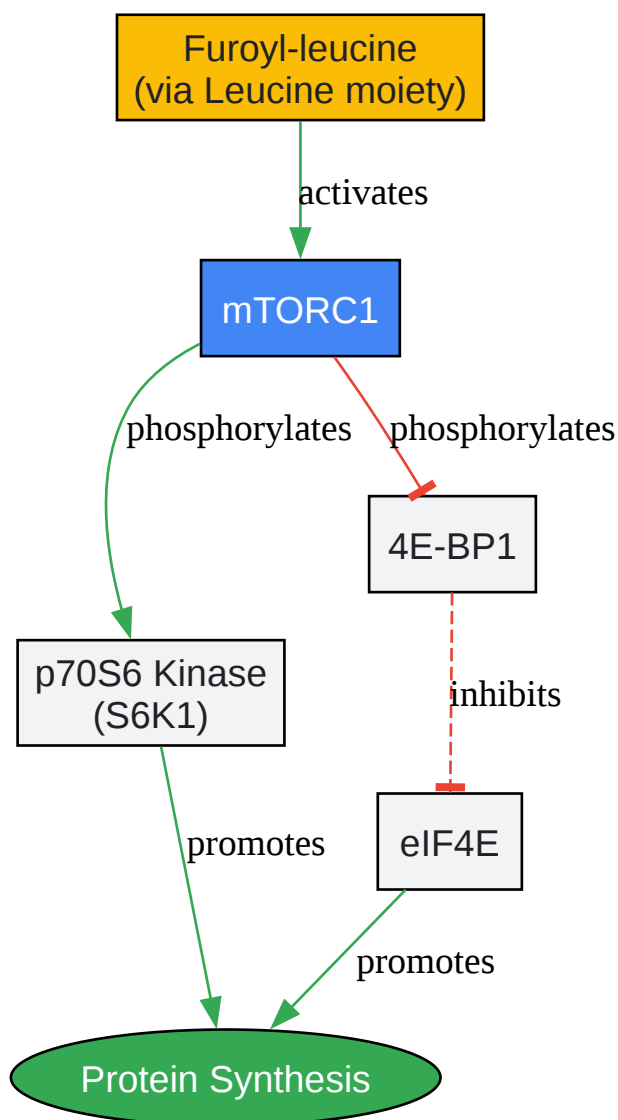 Furoyl-leucine
(via Leucine moiety)
activates
mTORC1
phosphorylates
phosphorylates
4E-BP1
p70S6 Kinase
(S6K1)
inhibits
promotes
eIF4E
promotes
Protein Synthesis